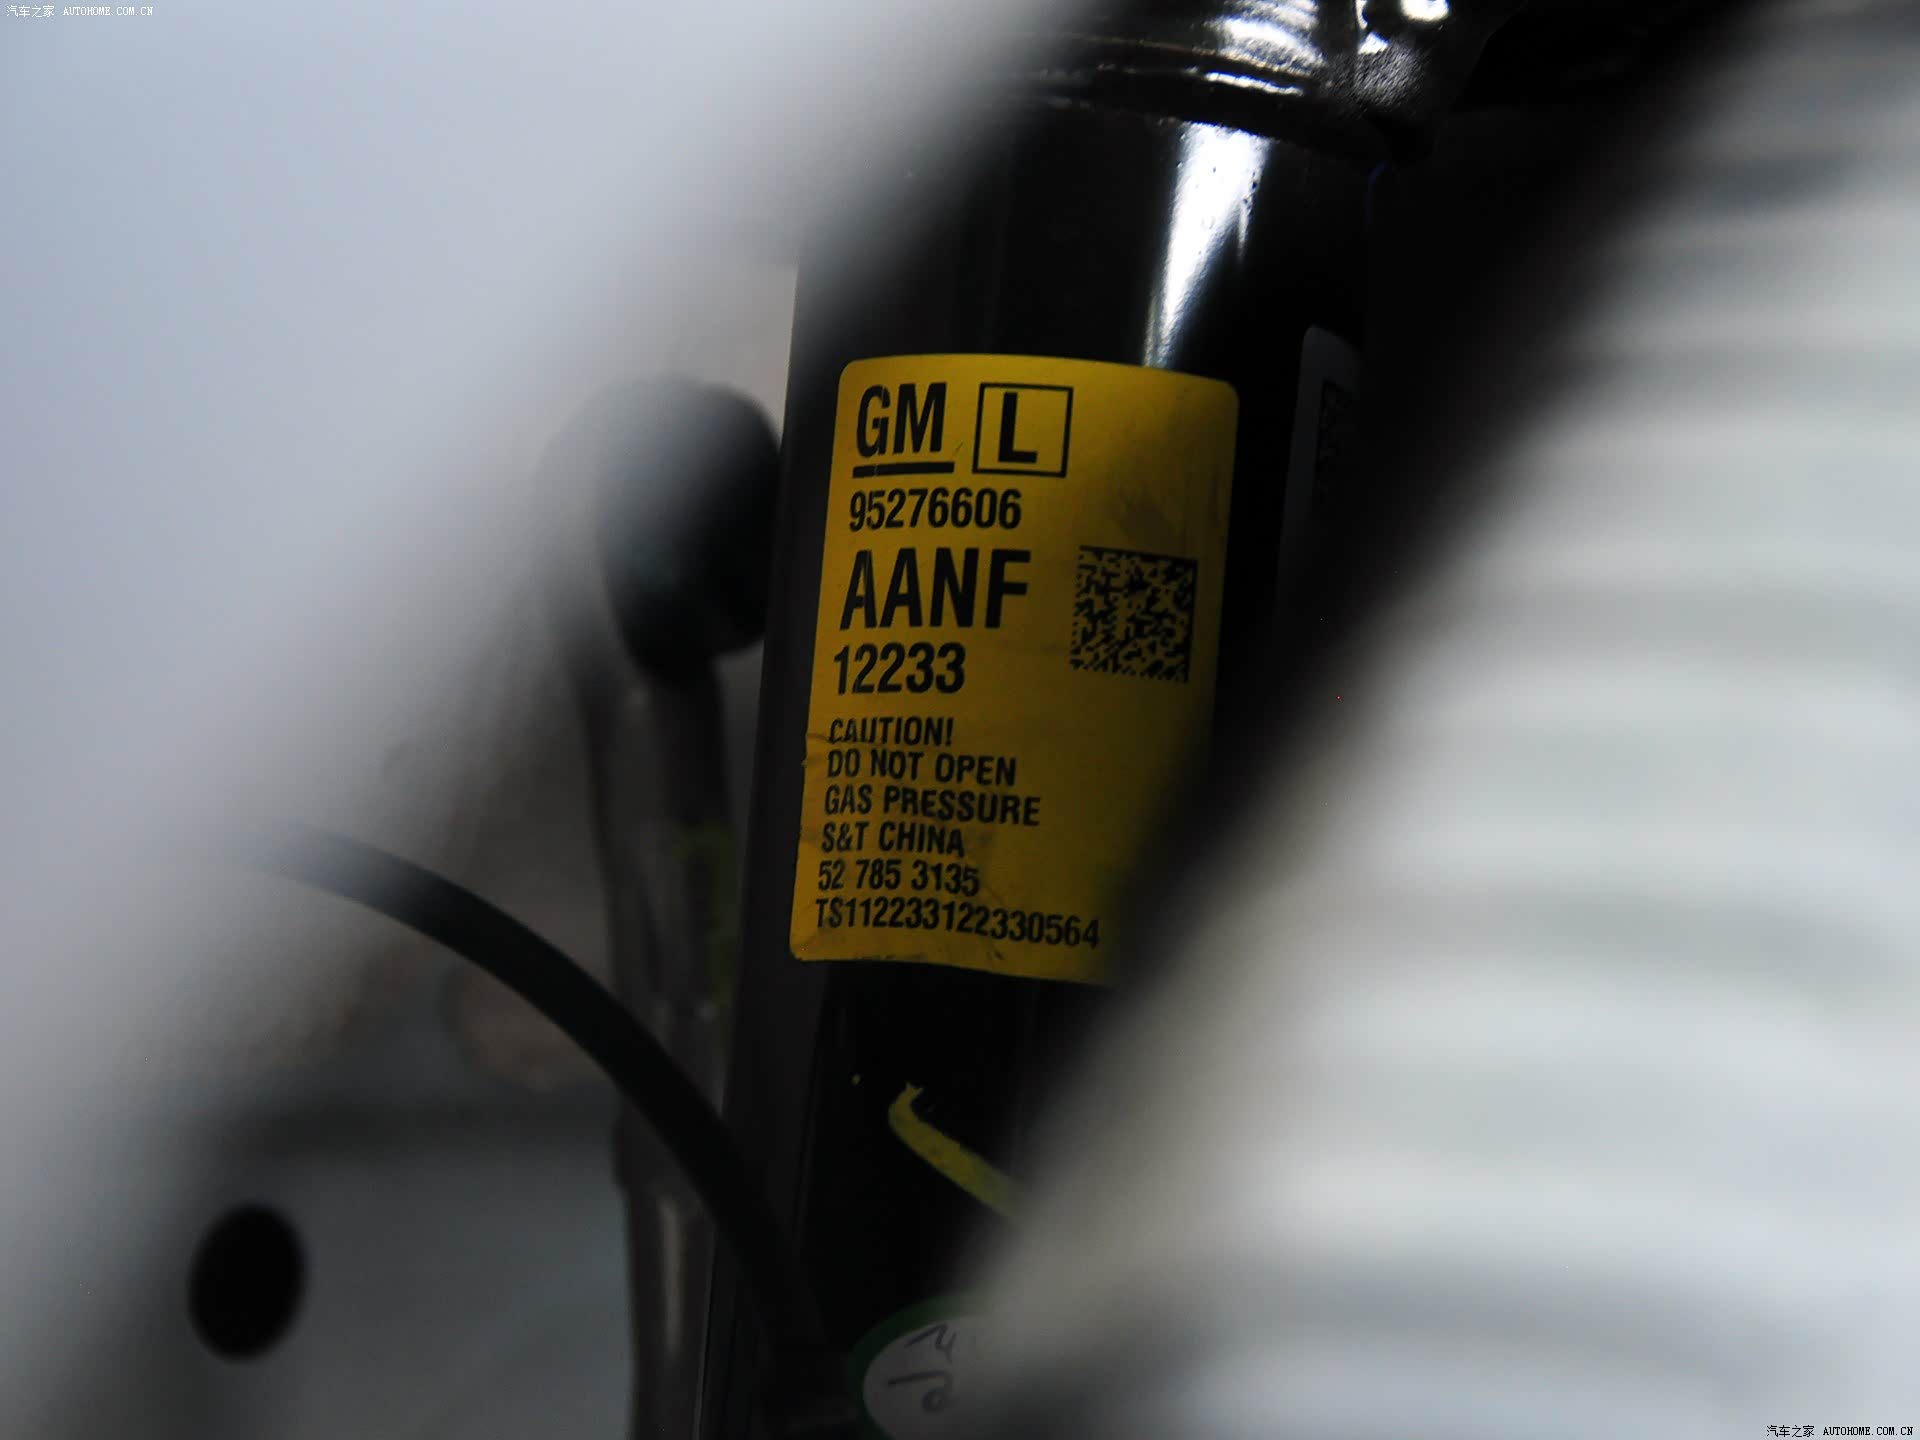 汽车之家 AUTOHOME.COM.CN
GM L
95276606
AANF
12233
CAUTION!
DO NOT OPEN
GAS PRESSURE
S&T CHINA
52 785 3135
TS112233122330564
汽车之家 AUTOHOME.COM.CN